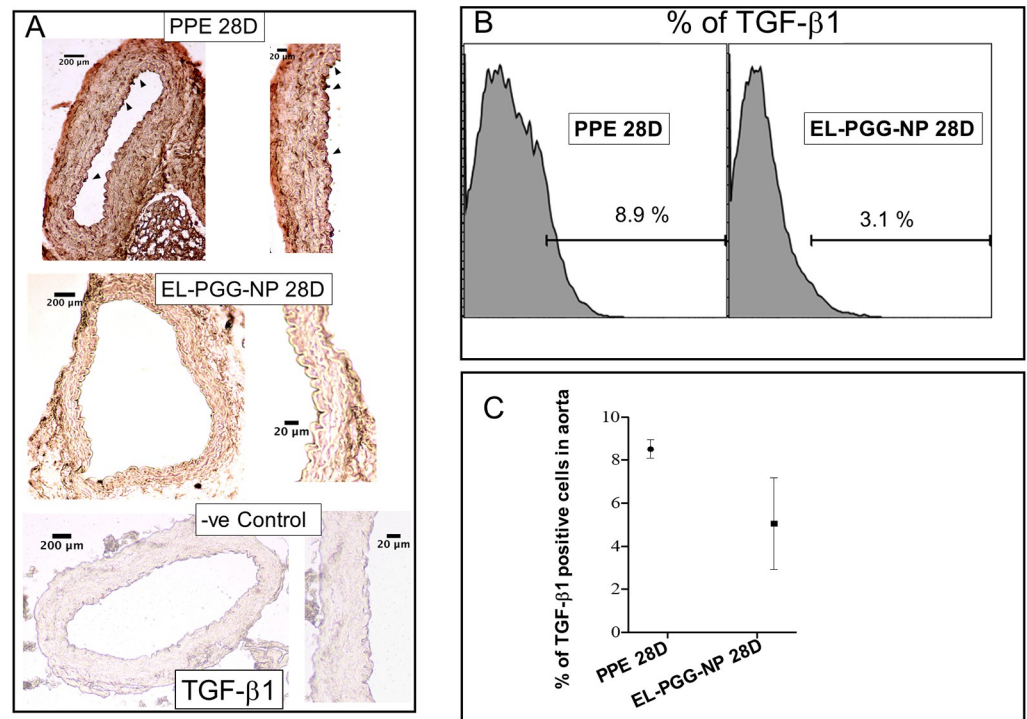 A
PPE 28D
200 µm
20 µm
EL-PGG-NP 28D
200 µm
20 µm
-ve Control
200 µm
20 µm
TGF-β1
B
% of TGF-β1
PPE 28D
8.9 %
EL-PGG-NP 28D
3.1 %
C
% of TGF-β1 positive cells in aorta
10
8
6
4
2
0
PPE 28D
EL-PGG-NP 28D